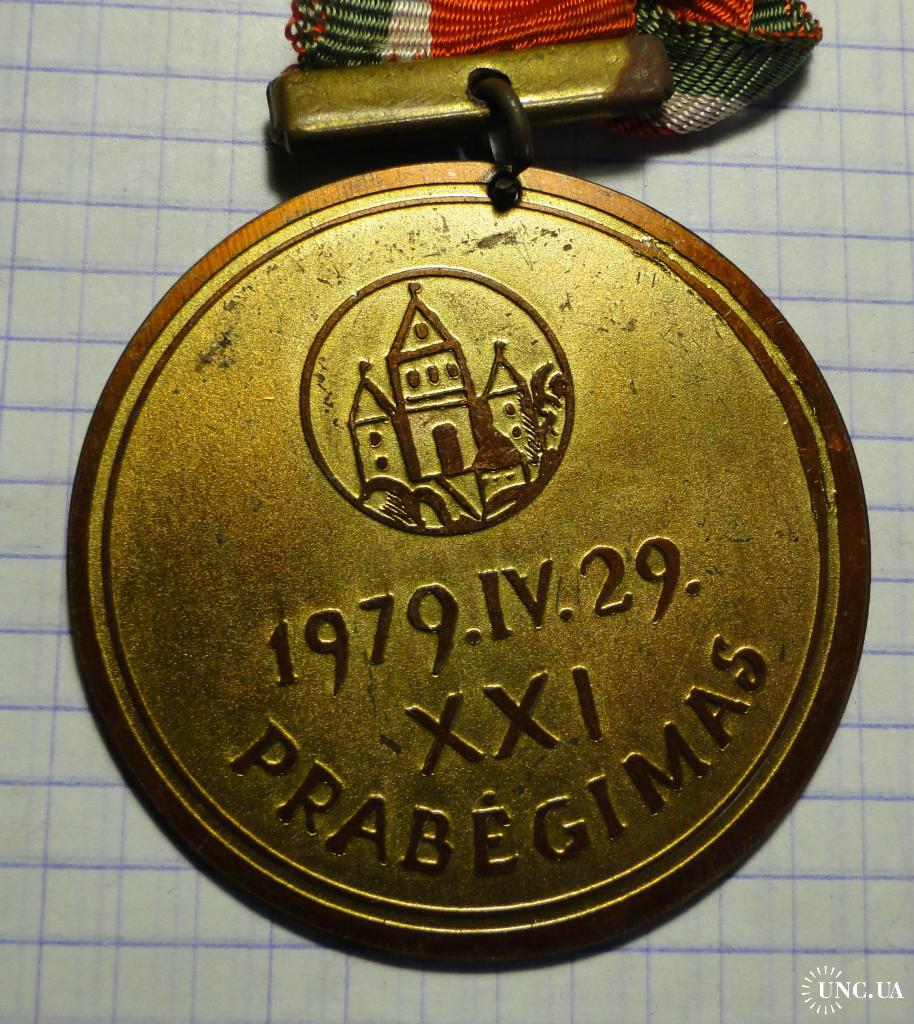 1979.IV.29.
XXI
PRABĖGIMAS
UNC.UA